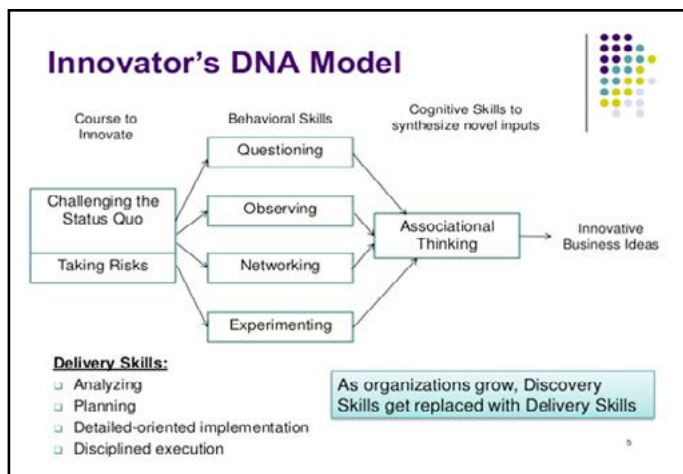 Innovator's DNA Model
Course to
Innovate
Behavioral Skills
Cognitive Skills to
synthesize novel inputs
Challenging the
Status Quo
Taking Risks
Questioning
Observing
Networking
Experimenting
Associational
Thinking
Innovative
Business Ideas
Delivery Skills:
Analyzing
Planning
Detailed-oriented implementation
Disciplined execution
As organizations grow, Discovery
Skills get replaced with Delivery Skills
5